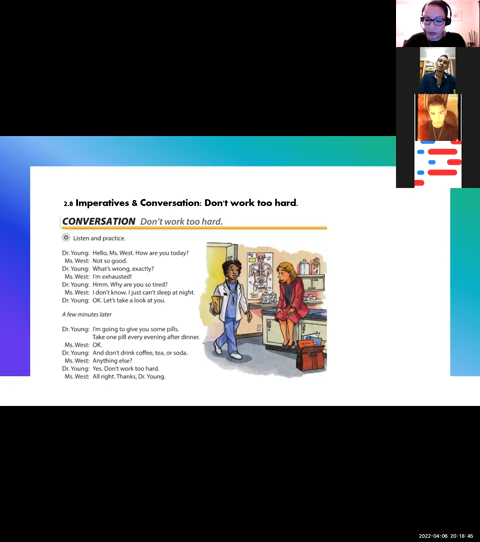 2.8 Imperatives & Conversation: Don't work too hard.
CONVERSATION Don't work too hard.
Listen and practice.
Dr. Young: Hello, Ms. West. How are you today?
Ms. West: Not so good.
Dr. Young: What's wrong, exactly?
Ms. West: I'm exhausted!
Dr. Young: Hmm. Why are you so tired?
Ms. West: I don't know. I just can't sleep at night.
Dr. Young: OK. Let's take a look at you.
A few minutes later
Dr. Young: I'm going to give you some pills.
Take one pill every evening after dinner.
Ms. West: OK.
Dr. Young: And don't drink coffee, tea, or soda.
Ms. West: Anything else?
Dr. Young: Yes. Don't work too hard.
Ms. West: All right. Thanks, Dr. Young.
2022-04-06 20:18:45